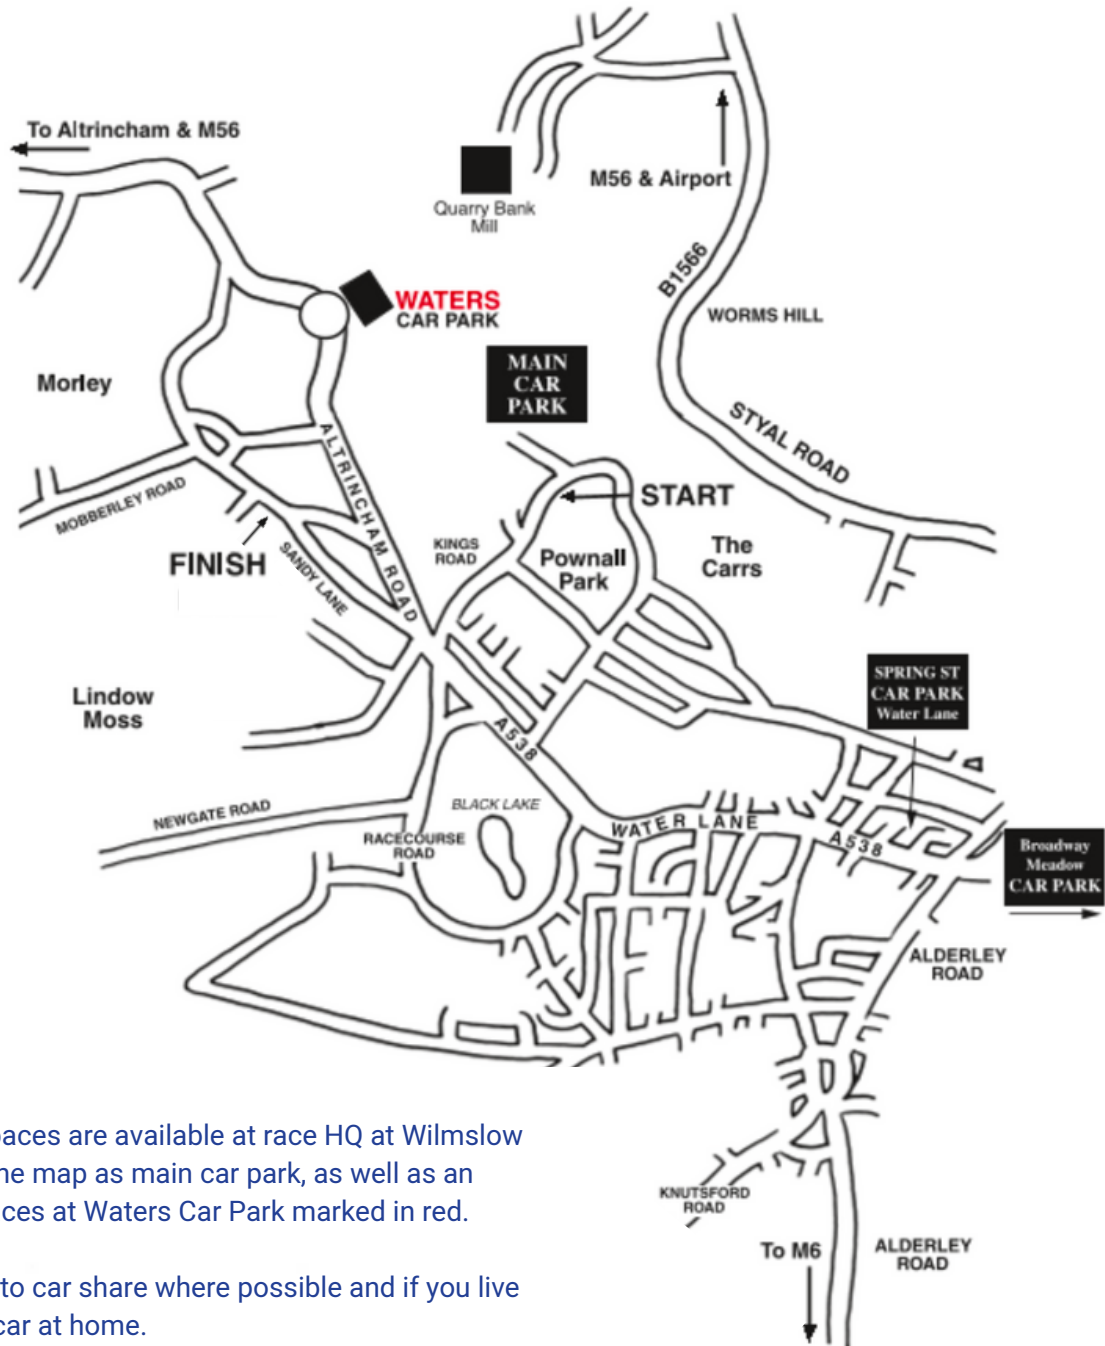 To Altrincham & M56
M56 & Airport
Quarry Bank
Mill
B1566
WATERS
CAR PARK
WORMS HILL
MAIN
CAR
PARK
Morley
STYAL ROAD
ALTRINCHAM ROAD
START
MOBBERLEY ROAD
KINGS
ROAD
Pownall
Park
The
Carrs
FINISH
SANDY LANE
Lindow
Moss
SPRING ST
CAR PARK
Water Lane
A538
NEWGATE ROAD
BLACK LAKE
WATER LANE
RACECOURSE
ROAD
A538
Broadway
Meadow
CAR PARK
ALDERLEY
ROAD
paces are available at race HQ at Wilmslow
he map as main car park, as well as an
ces at Waters Car Park marked in red.
KNUTSFORD
ROAD
To M6
ALDERLEY
ROAD
to car share where possible and if you live
car at home.